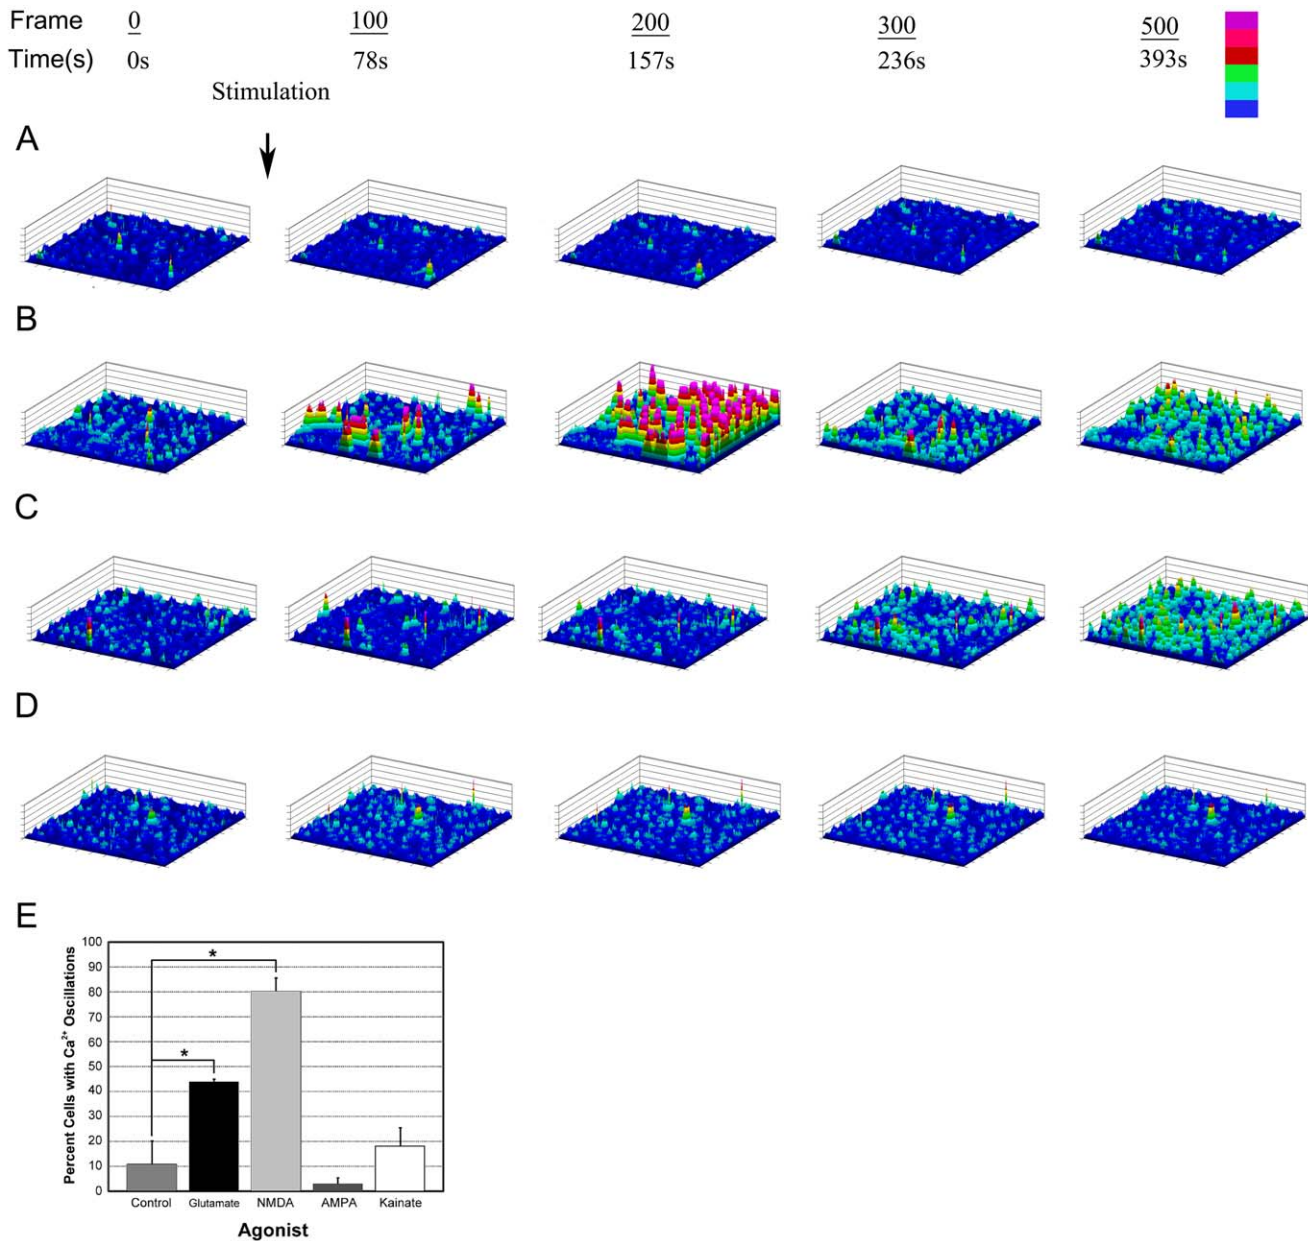 Frame 0 100 200 300 500
Time(s) 0s 78s 157s 236s 393s
Stimulation
A
B
C
D
E
Percent Cells with Ca²⁺ Oscillations
100
90
80
70
60
50
40
30
20
10
0
*
*
Control Glutamate NMDA AMPA Kainate
Agonist